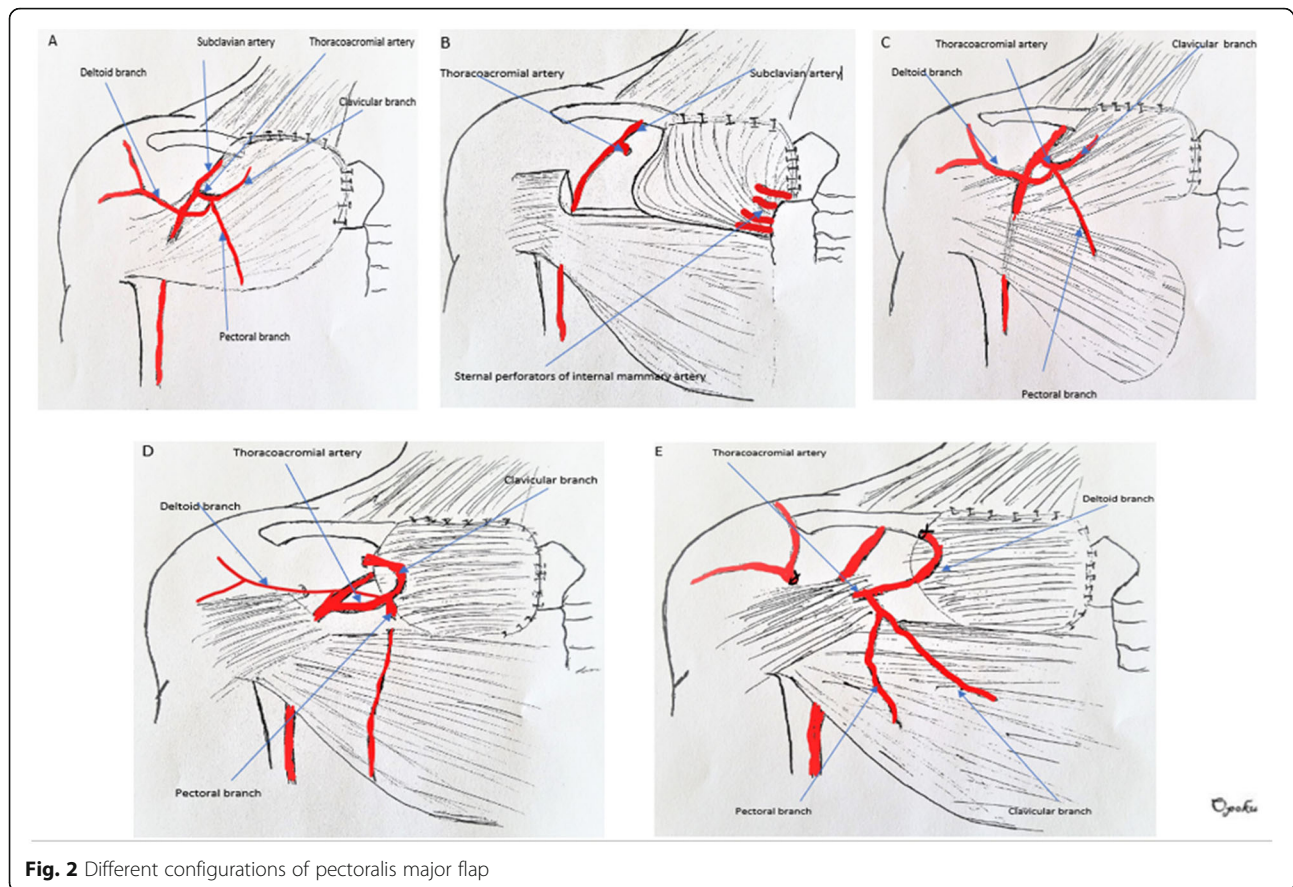 A
Subclavian artery
Thoracoacromial artery
Deltoid branch
Clavicular branch
Pectoral branch
B
Thoracoacromial artery
Subclavian artery
Sternal perforators of internal mammary artery
C
Thoracoacromial artery
Clavicular branch
Deltoid branch
Pectoral branch
D
Thoracoacromial artery
Clavicular branch
Deltoid branch
Pectoral branch
E
Thoracoacromial artery
Deltoid branch
Pectoral branch
Clavicular branch
Fig. 2 Different configurations of pectoralis major flap